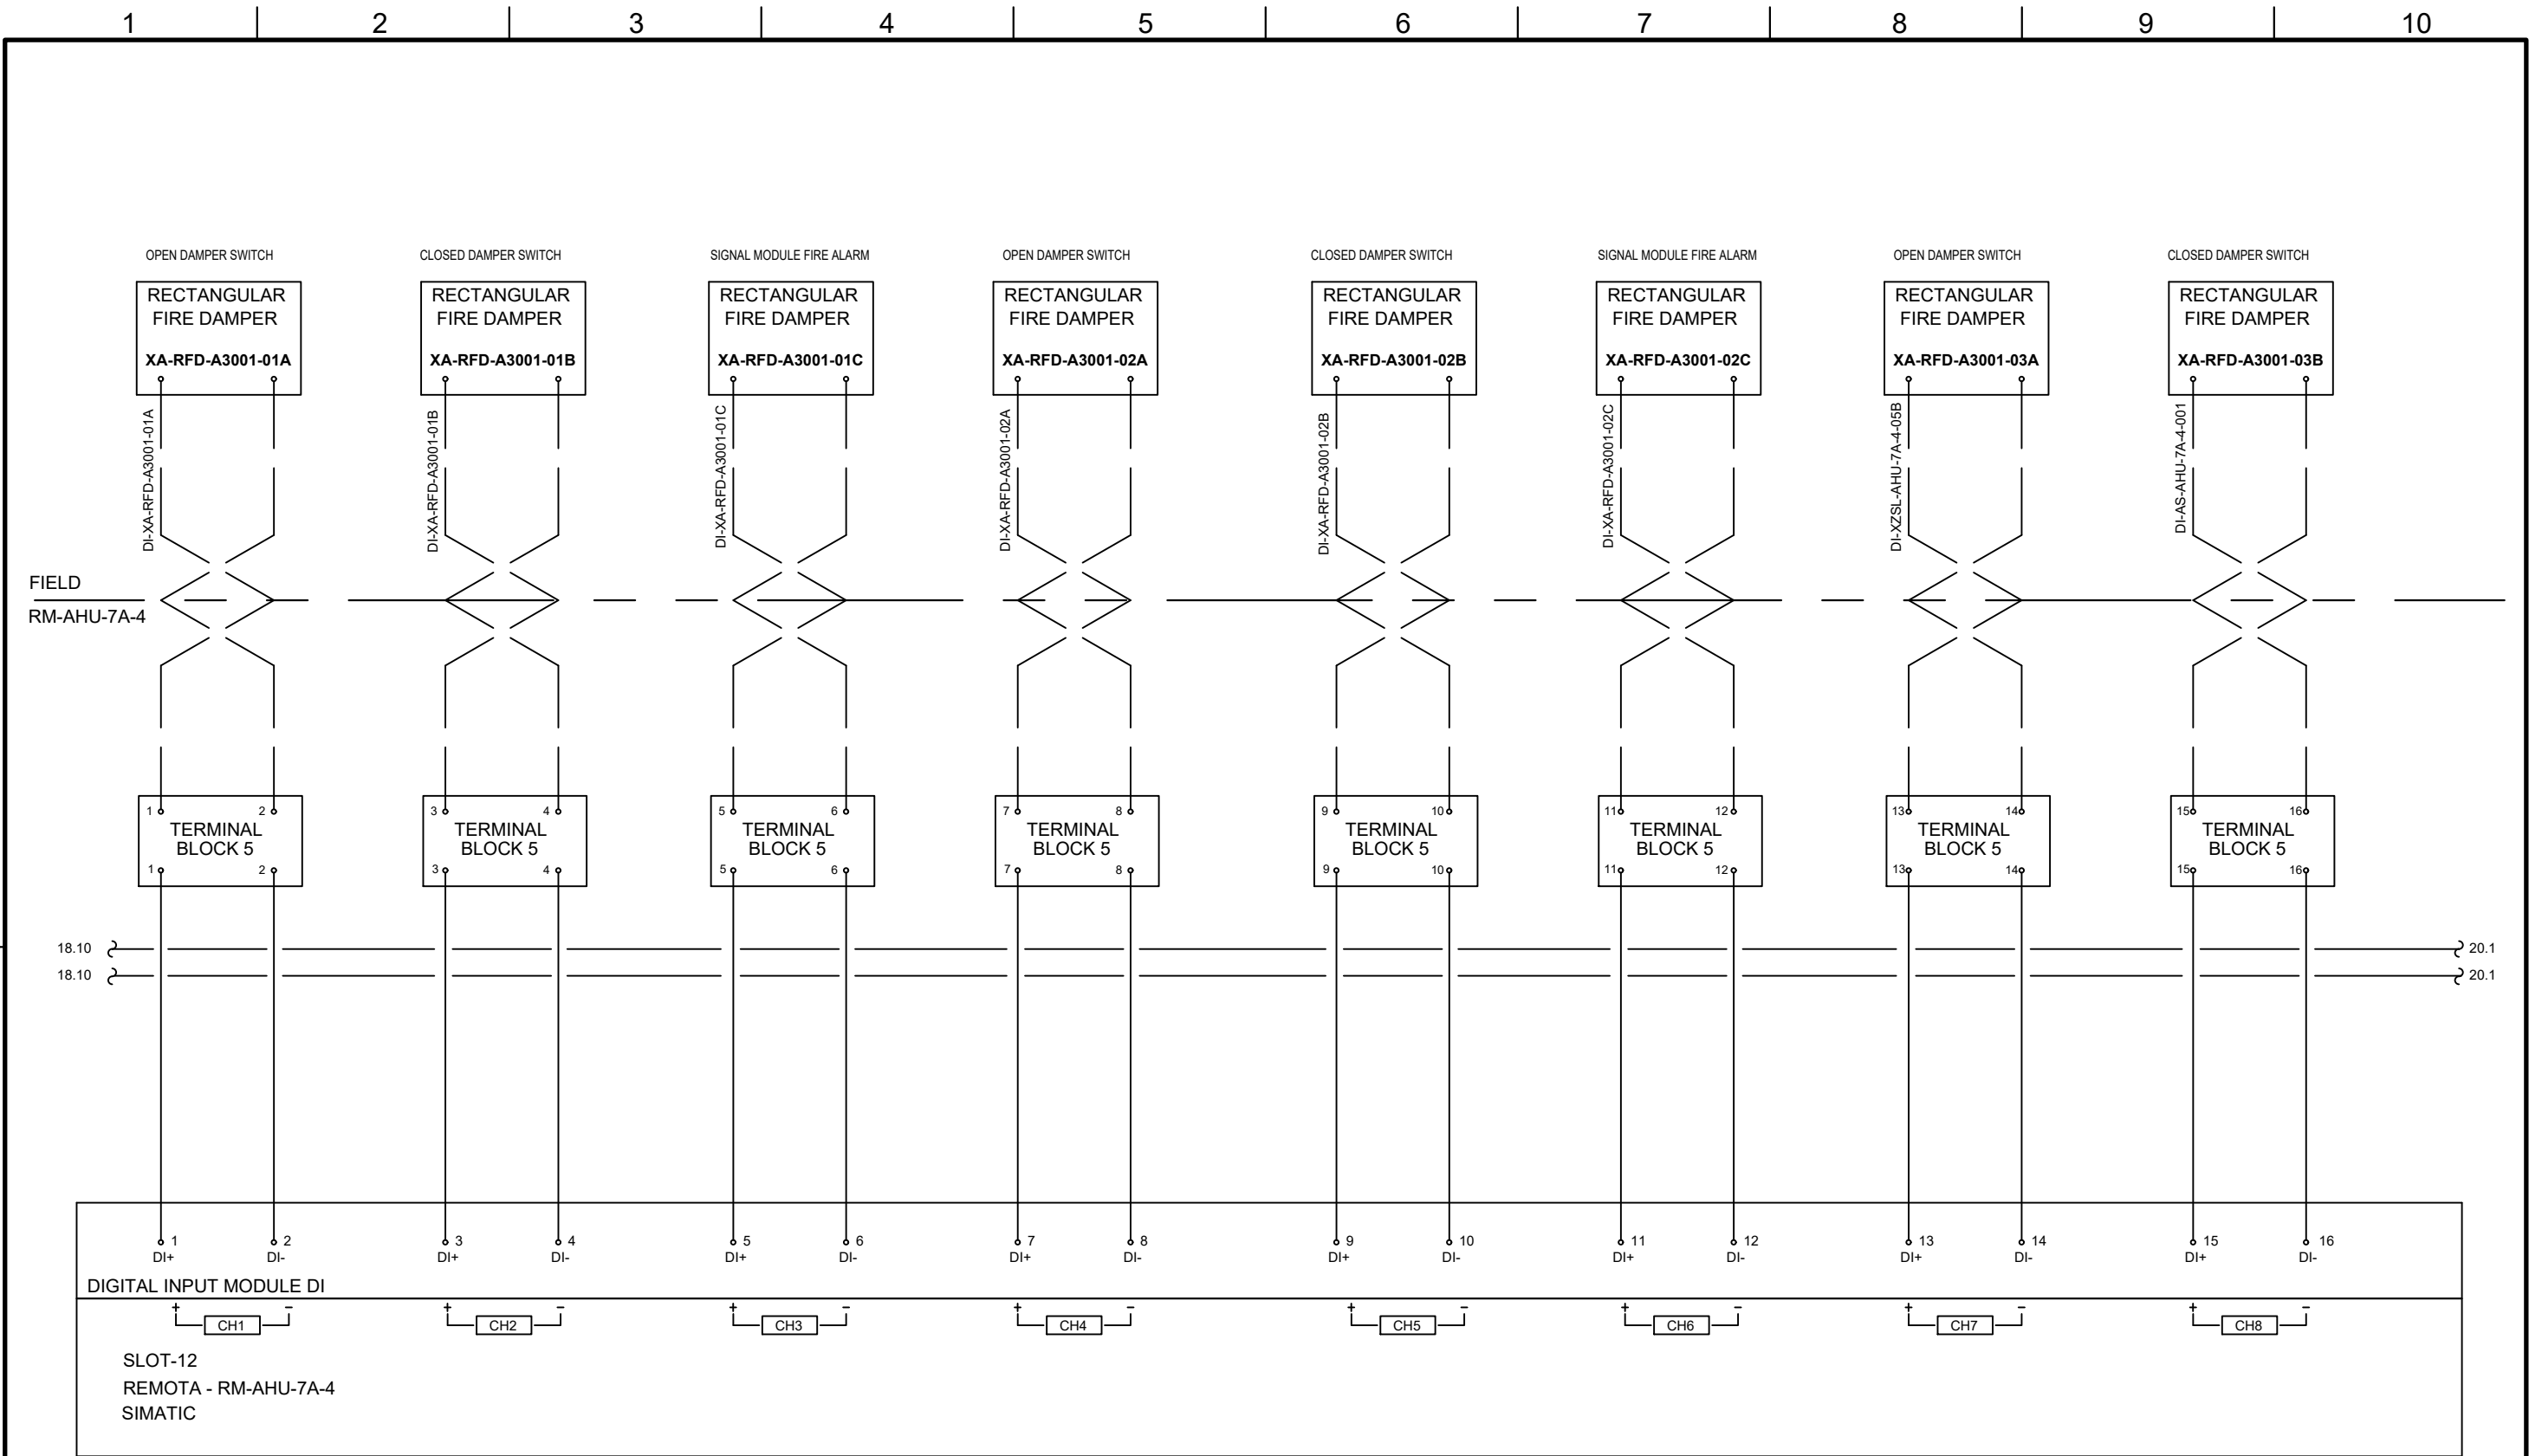 1 2 3 4 5 6 7 8 9 10
OPEN DAMPER SWITCH CLOSED DAMPER SWITCH SIGNAL MODULE FIRE ALARM OPEN DAMPER SWITCH CLOSED DAMPER SWITCH SIGNAL MODULE FIRE ALARM OPEN DAMPER SWITCH CLOSED DAMPER SWITCH
RECTANGULAR RECTANGULAR RECTANGULAR RECTANGULAR RECTANGULAR RECTANGULAR RECTANGULAR RECTANGULAR
FIRE DAMPER FIRE DAMPER FIRE DAMPER FIRE DAMPER FIRE DAMPER FIRE DAMPER FIRE DAMPER FIRE DAMPER
XA-RFD-A3001-01A XA-RFD-A3001-01B XA-RFD-A3001-01C XA-RFD-A3001-02A XA-RFD-A3001-02B XA-RFD-A3001-02C XA-RFD-A3001-03A XA-RFD-A3001-03B
DI-XA-RFD-A3001-01A DI-XA-RFD-A3001-01B DI-XA-RFD-A3001-01C DI-XA-RFD-A3001-02A DI-XA-RFD-A3001-02B DI-XA-RFD-A3001-02C DI-XZSL-AHU-7A-4-05B DI-AS-AHU-7A-4-001
FIELD
RM-AHU-7A-4
1 2 3 4 5 6 7 8 9 10 11 12 13 14 15 16
TERMINAL TERMINAL TERMINAL TERMINAL TERMINAL TERMINAL TERMINAL TERMINAL
BLOCK 5 BLOCK 5 BLOCK 5 BLOCK 5 BLOCK 5 BLOCK 5 BLOCK 5 BLOCK 5
1 2 3 4 5 6 7 8 9 10 11 12 13 14 15 16
18.10 20.1
18.10 20.1
1 2 3 4 5 6 7 8 9 10 11 12 13 14 15 16
DI+ DI- DI+ DI- DI+ DI- DI+ DI- DI+ DI- DI+ DI- DI+ DI- DI+ DI-
DIGITAL INPUT MODULE DI
+ - + - + - + - + - + - + - + -
CH1 CH2 CH3 CH4 CH5 CH6 CH7 CH8
SLOT-12
REMOTA - RM-AHU-7A-4
SIMATIC